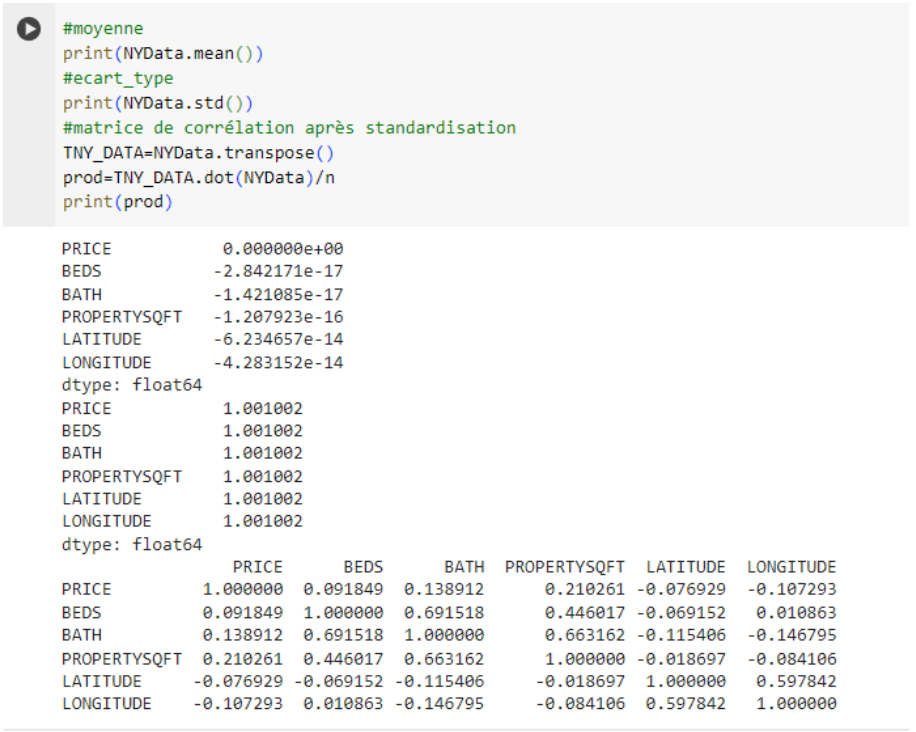 #moyenne
print(NYData.mean())
#ecart_type
print(NYData.std())
#matrice de corrélation après standardisation
TNY_DATA=NYData.transpose()
prod=TNY_DATA.dot(NYData)/n
print(prod)
PRICE 0.000000e+00
BEDS -2.842171e-17
BATH -1.421085e-17
PROPERTYSQFT -1.207923e-16
LATITUDE -6.234657e-14
LONGITUDE -4.283152e-14
dtype: float64
PRICE 1.001002
BEDS 1.001002
BATH 1.001002
PROPERTYSQFT 1.001002
LATITUDE 1.001002
LONGITUDE 1.001002
dtype: float64
PRICE BEDS BATH PROPERTYSQFT LATITUDE LONGITUDE
PRICE 1.000000 0.091849 0.138912 0.210261 -0.076929 -0.107293
BEDS 0.091849 1.000000 0.691518 0.446017 -0.069152 0.010863
BATH 0.138912 0.691518 1.000000 0.663162 -0.115406 -0.146795
PROPERTYSQFT 0.210261 0.446017 0.663162 1.000000 -0.018697 -0.084106
LATITUDE -0.076929 -0.069152 -0.115406 -0.018697 1.000000 0.597842
LONGITUDE -0.107293 0.010863 -0.146795 -0.084106 0.597842 1.000000